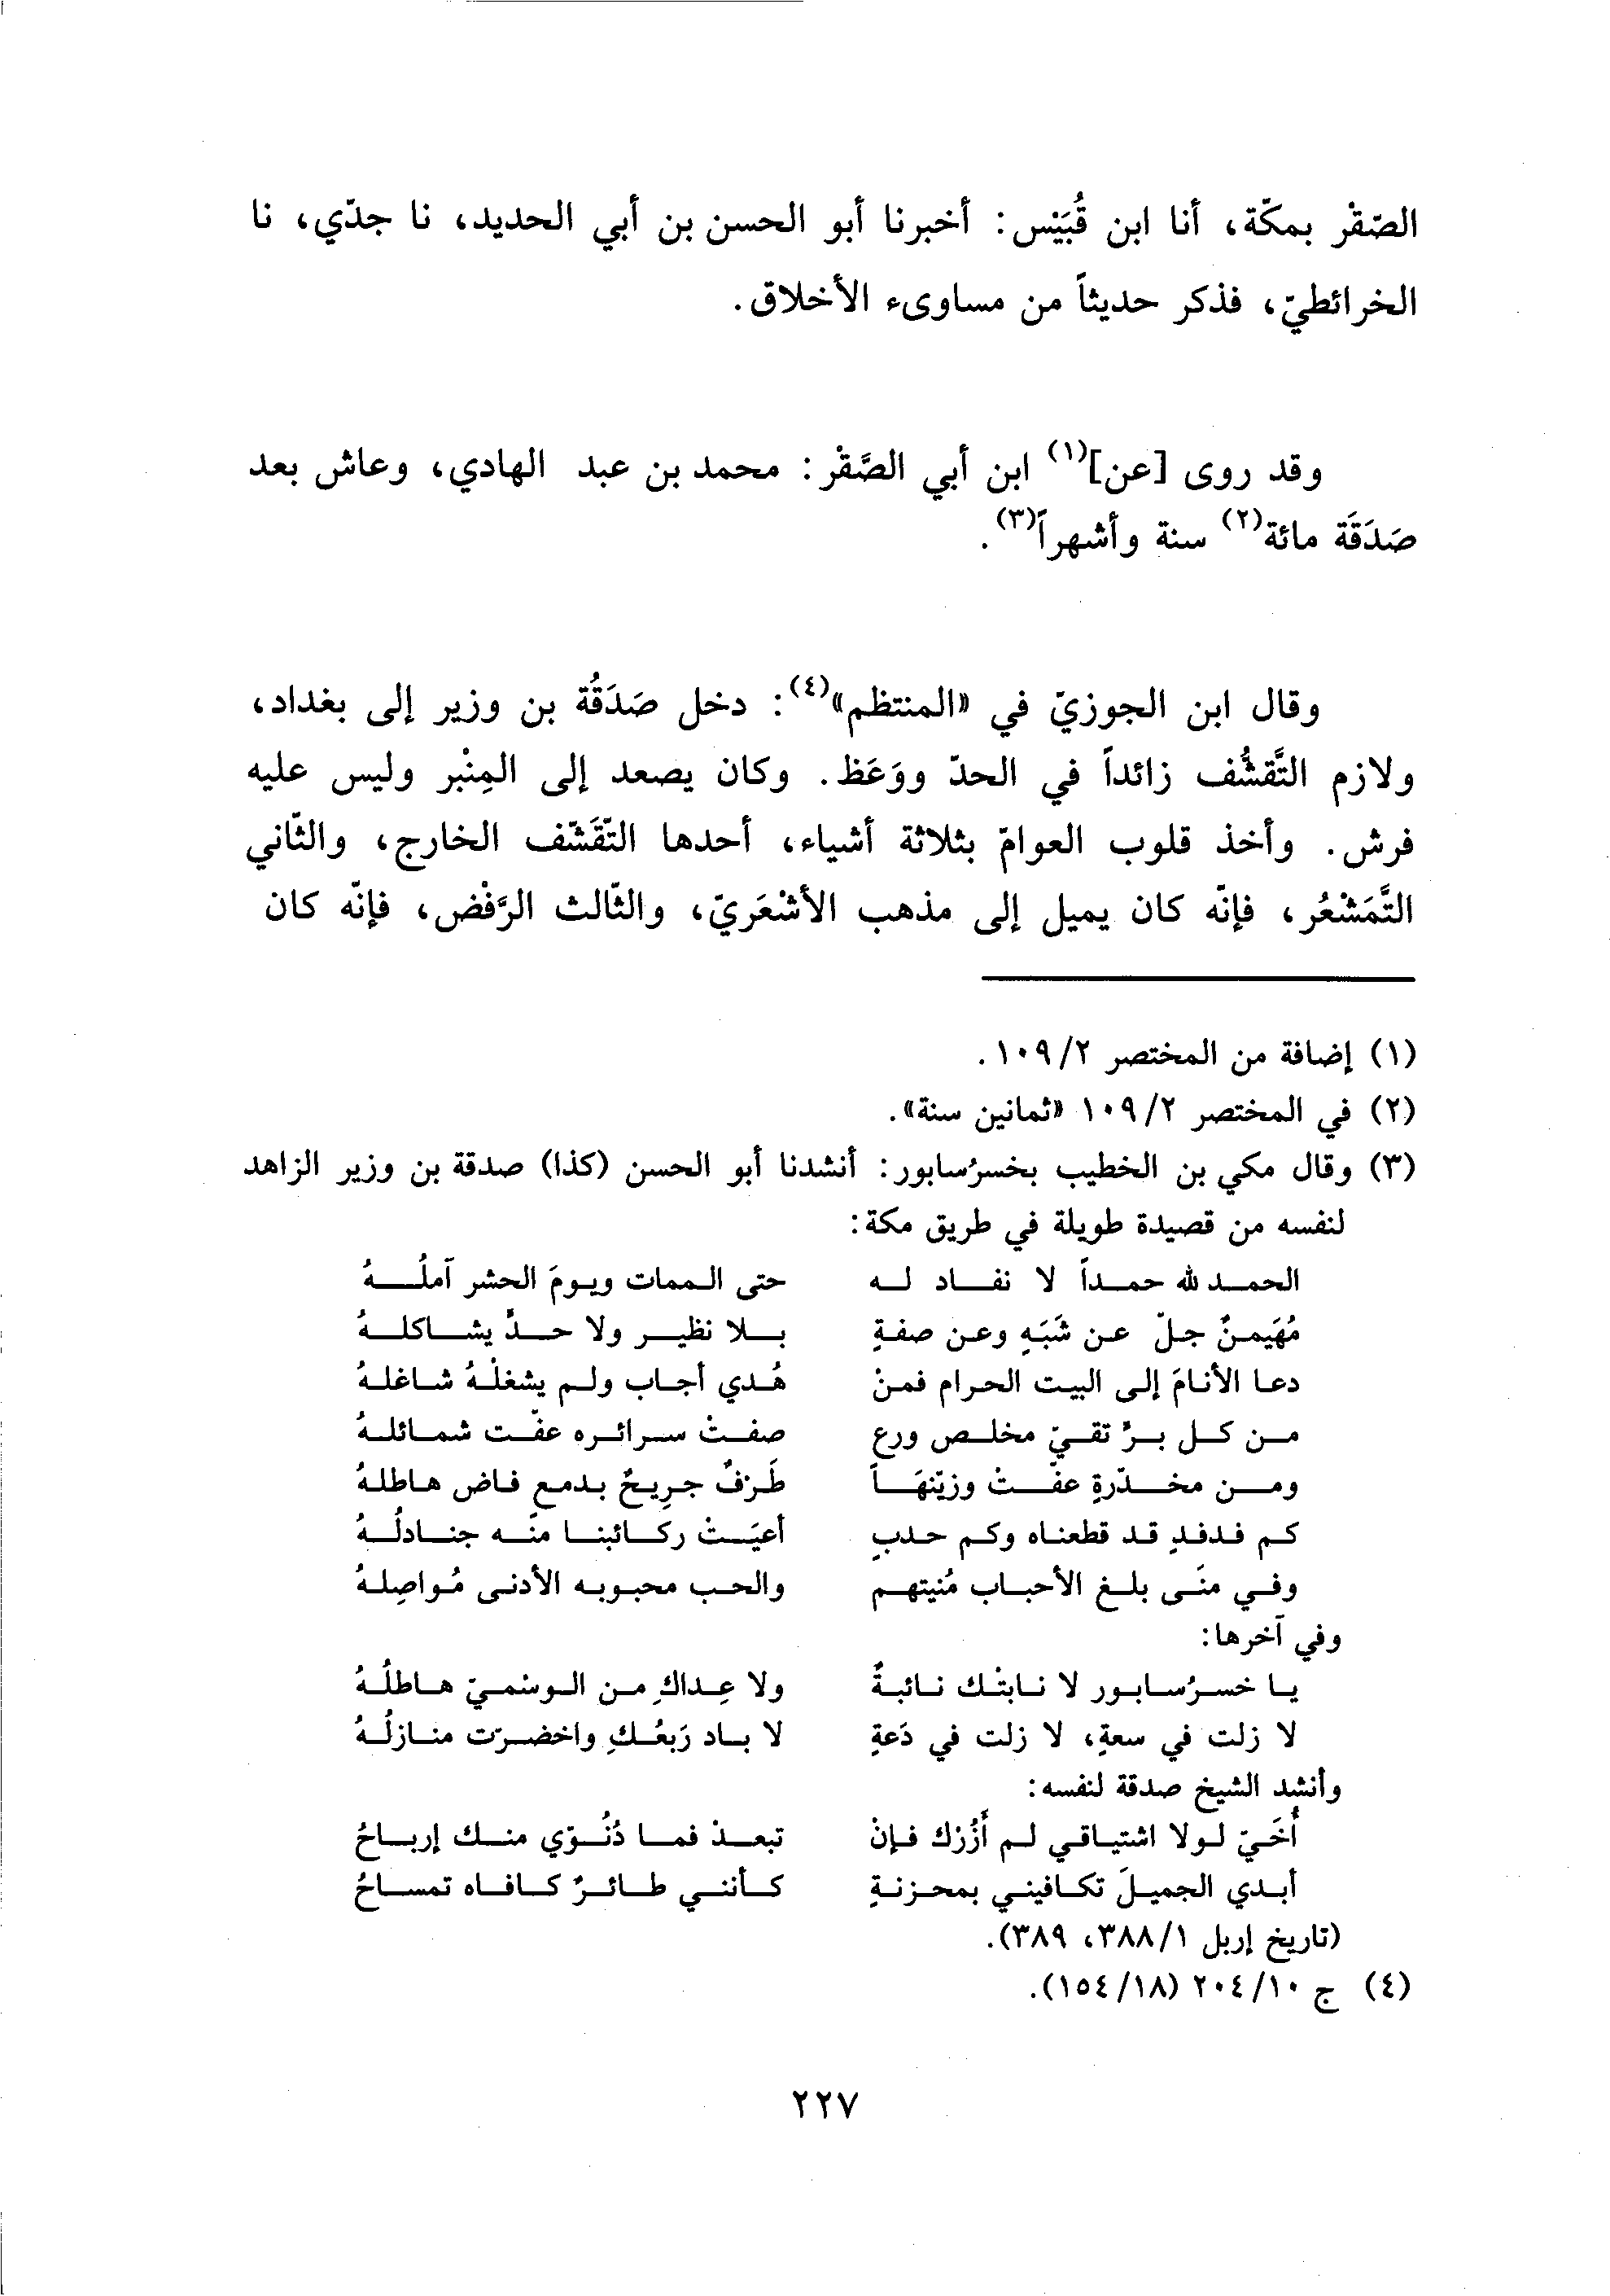 الصّقْر بمكّة، أنا ابن قُبَيْس: أخبرنا أبو الحسن بن أبي الحديد، نا جدّي، نا
الخرائطيّ، فذكر حديثاً من مساوىء الأخلاق.
وقد روى [عن]⁽¹⁾ ابن أبي الصَّقْر: محمد بن عبد الهادي، وعاش بعد
صَدَقَة مائة⁽٢⁾ سنة وأشهراً⁽٣⁾.
وقال ابن الجوزيّ في «المنتظم»⁽٤⁾: دخل صَدَقُة بن وزير إلى بغداد،
ولازم التَّقشُّف زائداً في الحدّ ووَعَظ. وكان يصعد إلى المِنْبر وليس عليه
فرش. وأخذ قلوب العوامّ بثلاثة أشياء، أحدها التّقَشّف الخارج، والثّاني
التَّمَشْعُر، فإنّه كان يميل إلى مذهب الأشْعَريّ، والثّالث الرَّفْض، فإنّه كان
(١) إضافة من المختصر ١٠٩/٢.
(٢) في المختصر ١٠٩/٢ «ثمانين سنة».
(٣) وقال مكي بن الخطيب بخسرُسابور: أنشدنا أبو الحسن (كذا) صدقة بن وزير الزاهد
لنفسه من قصيدة طويلة في طريق مكة:
الحمد لله حمداً لا نفاد له حتى الممات ويومَ الحشر آملُهُ
مُهَيمنٌ جلّ عن شَبَهٍ وعن صفةٍ بلا نظير ولا حدٌّ يشاكلهُ
دعا الأنامَ إلى البيت الحرام فمنْ هُدي أجاب ولم يشغلْهُ شاغلهُ
من كل برٌّ تقيّ مخلص ورع صفتْ سرائره عفّت شمائلهُ
ومن مخدّرةٍ عفّتْ وزيّنهَا طَرْفٌ جريحٌ بدمعٍ فاض هاطلهُ
كم فدفدٍ قد قطعناه وكم حدبٍ أعيَتْ ركائبنا منه جنادلُهُ
وفي منًى بلغ الأحباب مُنيتهم والحب محبوبه الأدنى مُواصِلهُ
وفي آخرها:
يا خسرُسابور لا نابتْك نائبةٌ ولا عِداكِ من الوسْميّ هاطلُهُ
لا زلت في سعةٍ، لا زلت في دَعةٍ لا باد رَبعُكِ واخضرّت منازلُهُ
وأنشد الشيخ صدقة لنفسه:
أُخَيّ لولا اشتياقي لم أَزُرْك فإنْ تبعدْ فما دُنُوّي منك إرباحُ
أبدي الجميلَ تكافيني بمحزنةٍ كأنني طائرٌ كافاه تمساحُ
(تاريخ إربل ٣٨٨/١، ٣٨٩).
(٤) ج ٢٠٤/١٠ (١٥٤/١٨).
٢٢٧